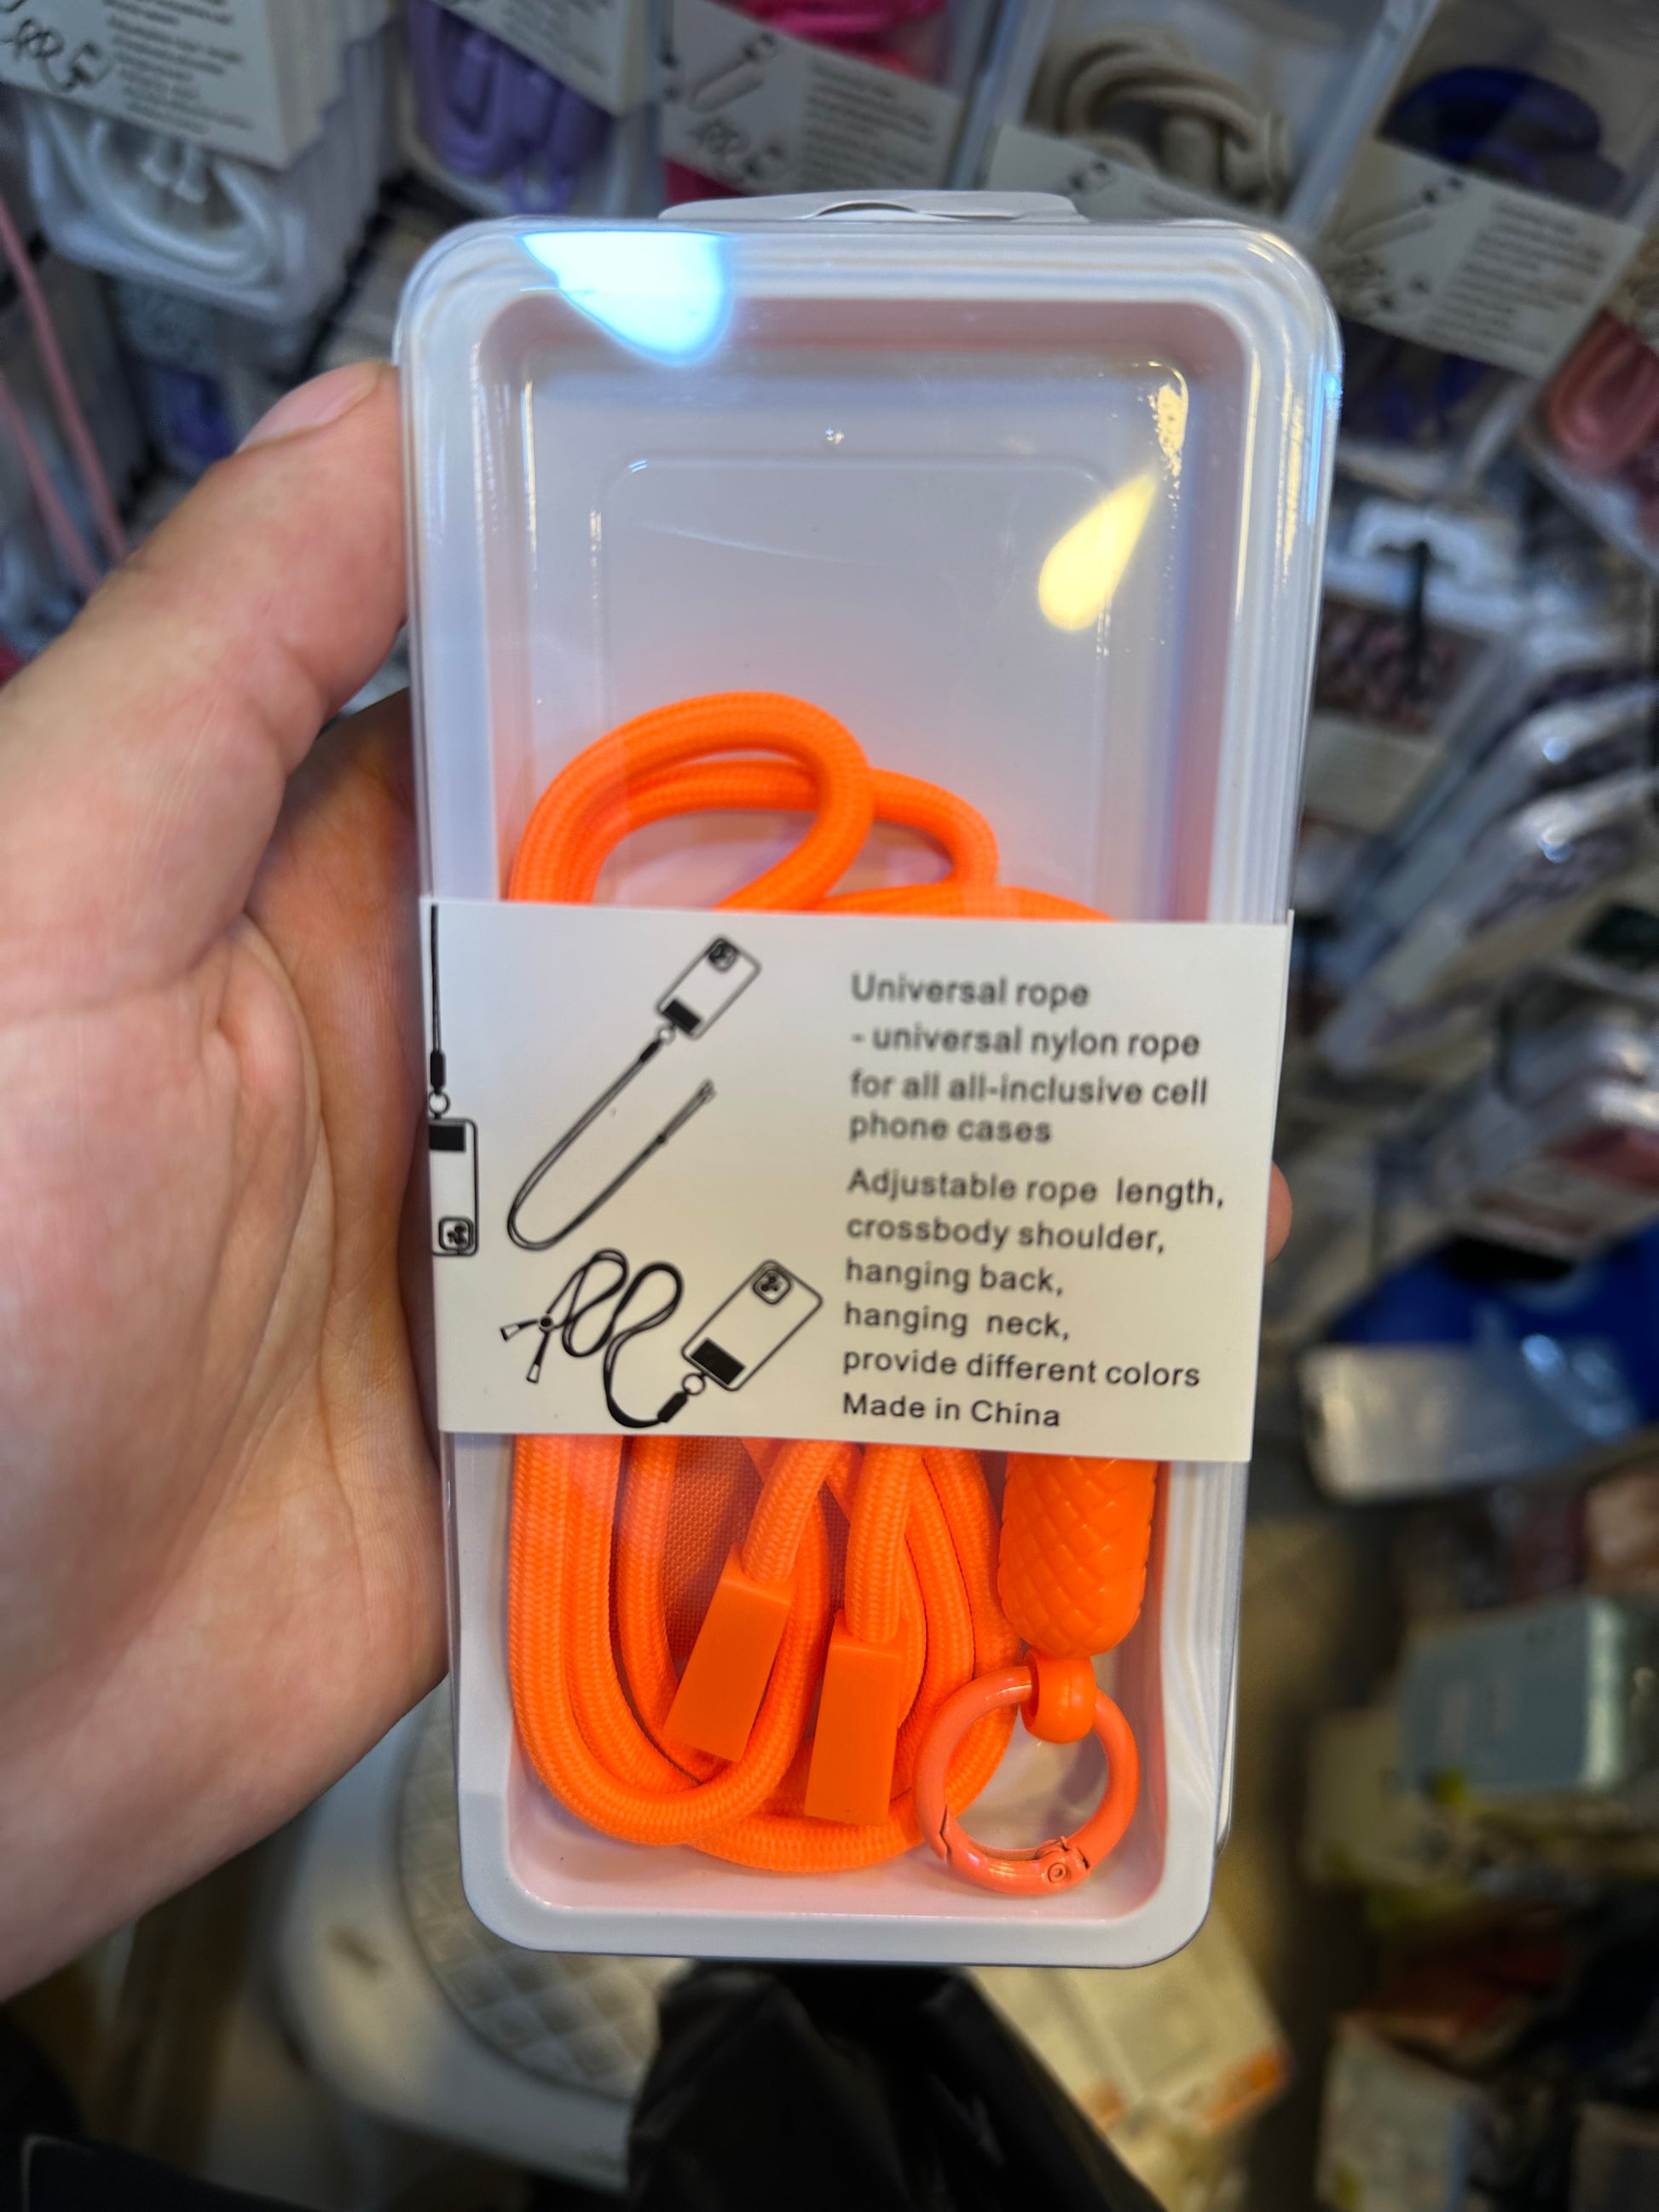 Universal rope
- universal nylon rope
for all all-inclusive cell
phone cases
Adjustable rope length,
crossbody shoulder,
hanging back,
hanging neck,
provide different colors
Made in China